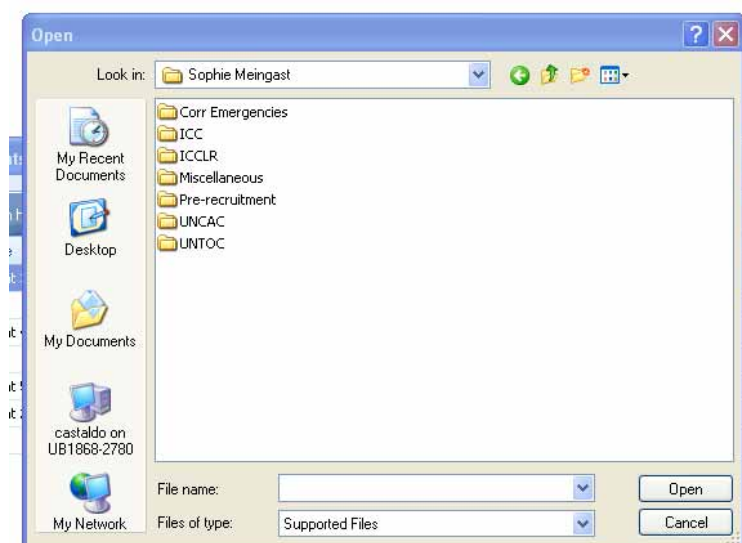 Open
Look in:
Sophie Meingast
My Recent
Documents
Desktop
My Documents
castaldo on
UB1868-2780
My Network
Corr Emergencies
ICC
ICCLR
Miscellaneous
Pre-recruitment
UNCAC
UNTOC
File name:
Open
Files of type:
Supported Files
Cancel